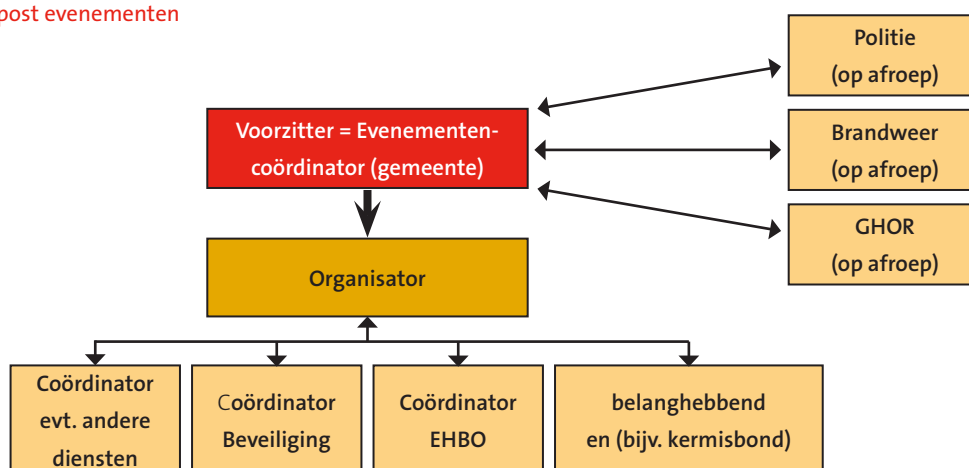 post evenementen
Politie
(op afroep)
Voorzitter = Evenementen-
coördinator (gemeente)
Brandweer
(op afroep)
GHOR
(op afroep)
Organisator
Coördinator
evt. andere
diensten
Coördinator
Beveiliging
Coördinator
EHBO
belanghebbend
en (bijv. kermisbond)